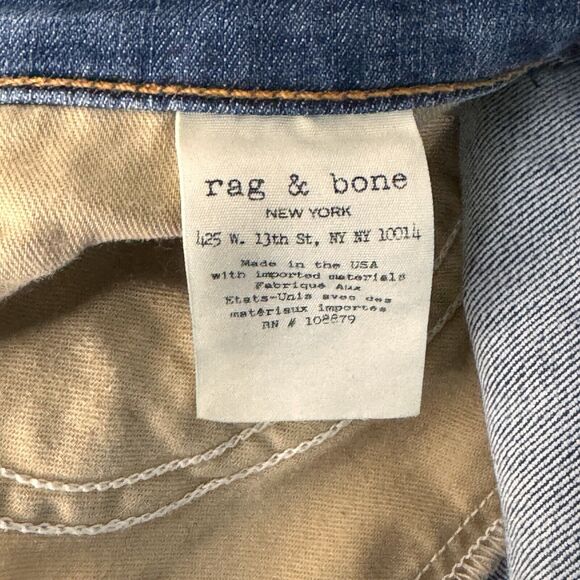 rag & bone
NEW YORK
425 W. 13th St, NY NY 10014
Made in the USA
with imported materials
Fabriqué Aux
Etats-Unis avec des
matériaux importés
RN # 108879